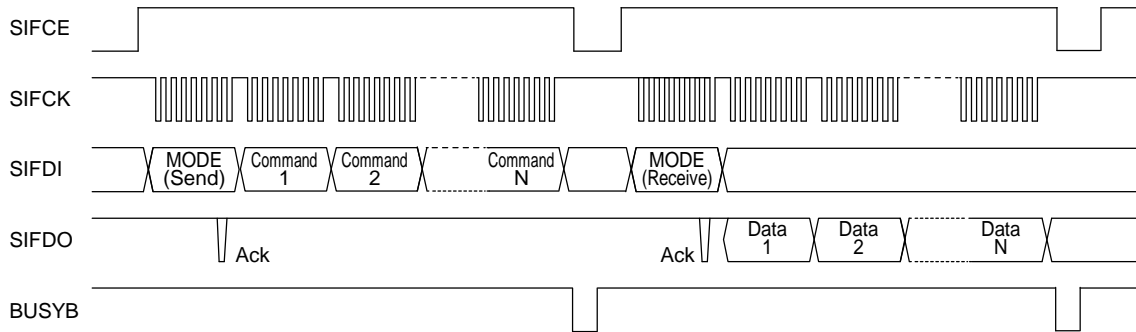 SIFCE
SIFCK
SIFDI
MODE
(Send)
Command
1
Command
2
Command
N
MODE
(Receive)
SIFDO
Ack
Ack
Data
1
Data
2
Data
N
BUSYB